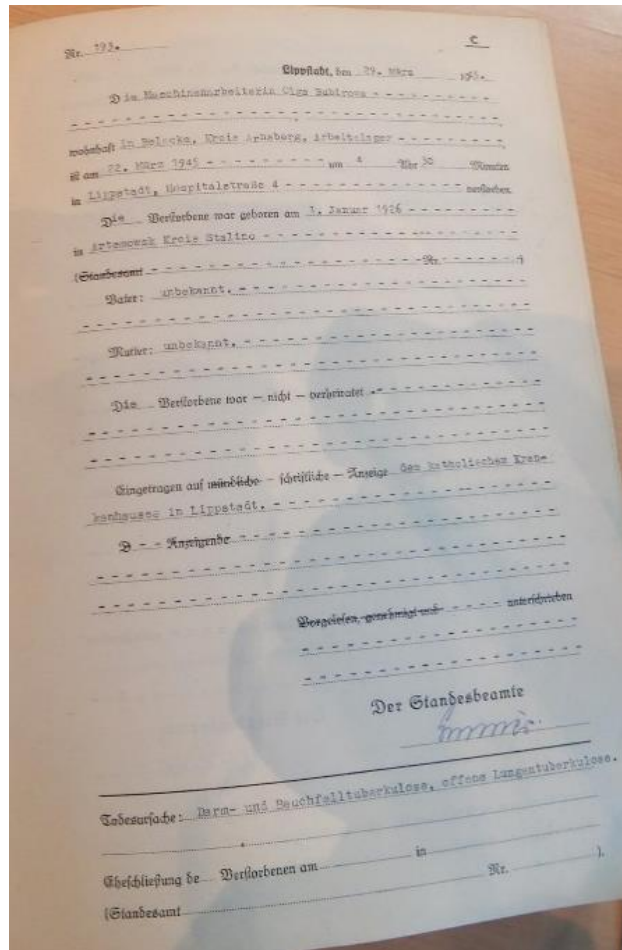 Nr. 193. C
Lippstadt, den 29. März 1945.
Die Maschinenarbeiterin Olga Bubirowa - - - - - - - - -
- - - - - - - - - - - - - - - - - - - - - - - - - - - - - - ,
wohnhaft in Belecke, Kreis Arnsberg, Arbeitslager - - - - - - - - ,
ist am 22. März 1945 - - - - - - - - - um 4 Uhr 30 Minuten
in Lippstadt, Hospitalstraße 4 - - - - - - - - - - - - - verstorben.
Die Verstorbene war geboren am 1. Januar 1926
in Artemowsk Kreis Stalino - - - - - - - - - - - - - - - - -
(Standesamt - - - - - - - - - - - - - - - - Nr. - - - - - -)
Vater: unbekannt. - - - - - - - - - - - - - - - - - - - -
- - - - - - - - - - - - - - - - - - - - - - - - - - - - - -
Mutter: unbekannt. - - - - - - - - - - - - - - - - - - - -
- - - - - - - - - - - - - - - - - - - - - - - - - - - - - -
Die Verstorbene war — nicht — verheiratet - - - - - - - - - - -
- - - - - - - - - - - - - - - - - - - - - - - - - - - - - -
- - - - - - - - - - - - - - - - - - - - - - - - - - - - - -
Eingetragen auf mündliche — schriftliche — Anzeige des katholischen Kran-
kenhauses in Lippstadt. - - - - - - - - - - - - - - - - - -
D - - Anzeigende - - - - - - - - - - - - - - - - - - - - -
- - - - - - - - - - - - - - - - - - - - - - - - - - - - - -
- - - - - - - - - - - - - - - - - - - - - - - - - - - - - -
Vorgelesen, genehmigt und - - - - - unterschrieben
- - - - - - - - - - - - - - - - -
- - - - - - - - - - - - - - - - -
Der Standesbeamte
Todesursache: Darm- und Bauchfelltuberkulose, offene Lungentuberkulose.
Eheschließung de Verstorbenen am in
(Standesamt Nr. ).